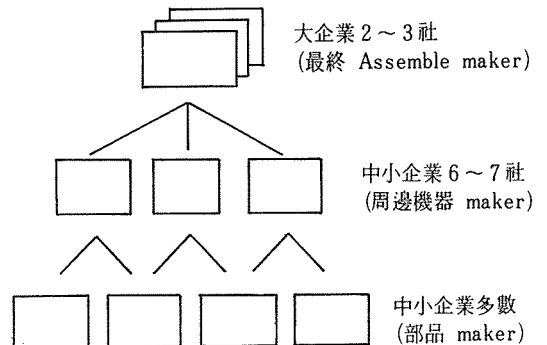 大企業 2 ~ 3 社
(最終 Assemble maker)
中小企業 6 ~ 7 社
(周邊機器 maker)
中小企業多數
(部品 maker)